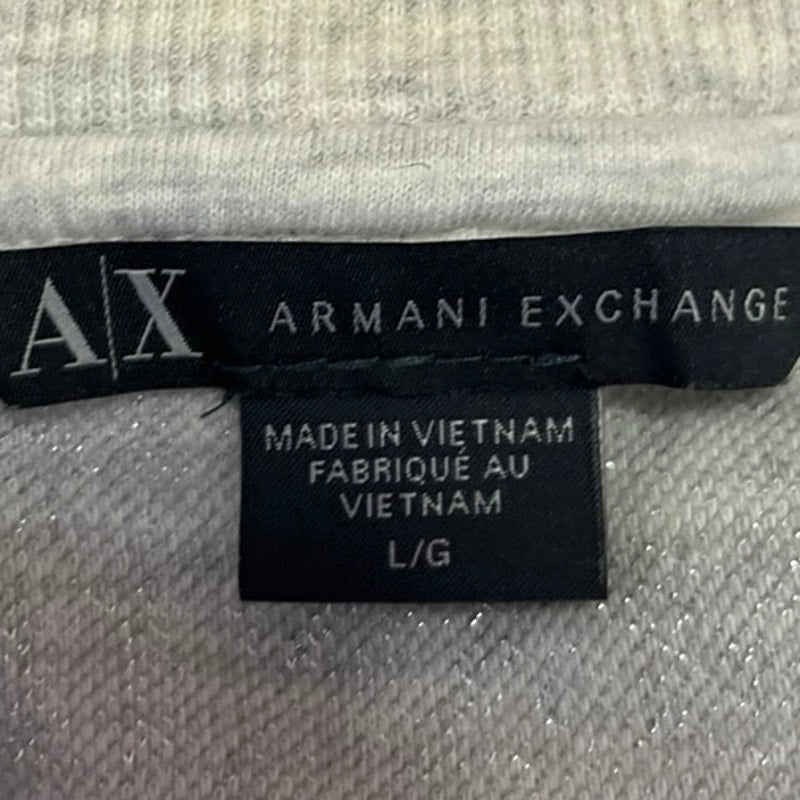 A|X ARMANI EXCHANGE
MADE IN VIETNAM
FABRIQUÉ AU
VIETNAM
L/G